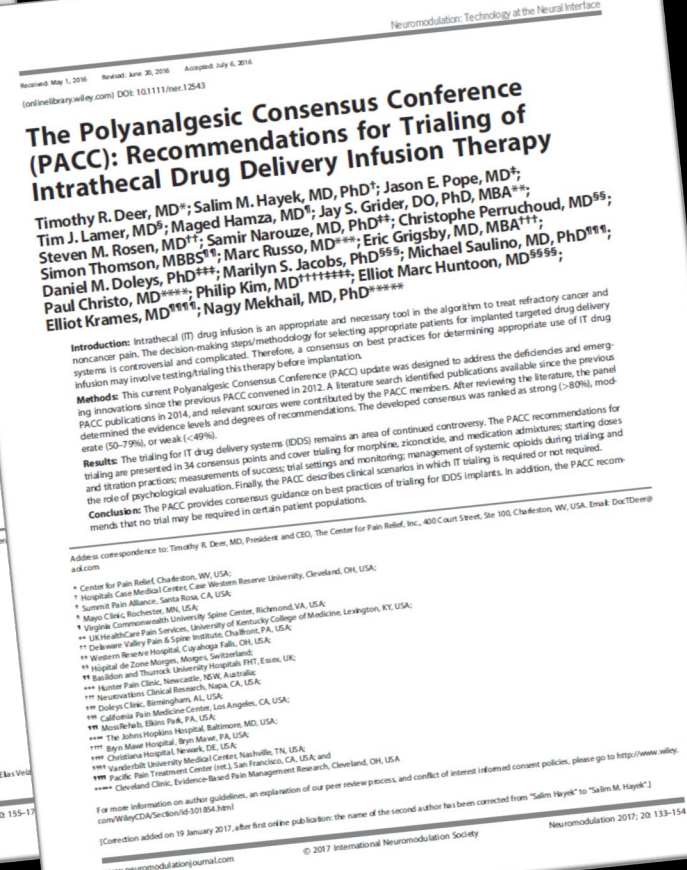 Neuromodulation: Technology at the Neural Interface
Received: May 1, 2016 Revised: June 20, 2016 Accepted: July 6, 2016
(onlinelibrary.wiley.com) DOI: 10.1111/ner.12543
The Polyanalgesic Consensus Conference
(PACC): Recommendations for Trialing of
Intrathecal Drug Delivery Infusion Therapy
Timothy R. Deer, MD*; Salim M. Hayek, MD, PhD†; Jason E. Pope, MD‡;
Tim J. Lamer, MD§; Maged Hamza, MD¶; Jay S. Grider, DO, PhD, MBA**;
Steven M. Rosen, MD††; Samir Narouze, MD, PhD‡‡; Christophe Perruchoud, MD§§;
Simon Thomson, MBBS¶¶; Marc Russo, MD***; Eric Grigsby, MD, MBA†††;
Daniel M. Doleys, PhD‡‡‡; Marilyn S. Jacobs, PhD§§§; Michael Saulino, MD, PhD¶¶¶;
Paul Christo, MD****; Philip Kim, MD††††‡‡‡‡; Elliot Marc Huntoon, MD§§§§;
Elliot Krames, MD¶¶¶¶; Nagy Mekhail, MD, PhD*****
Introduction: Intrathecal (IT) drug infusion is an appropriate and necessary tool in the algorithm to treat refractory cancer and
noncancer pain. The decision-making steps/methodology for selecting appropriate patients for implanted targeted drug delivery
systems is controversial and complicated. Therefore, a consensus on best practices for determining appropriate use of IT drug
infusion may involve testing/trialing this therapy before implantation.
Methods: This current Polyanalgesic Consensus Conference (PACC) update was designed to address the deficiencies and emerg-
ing innovations since the previous PACC convened in 2012. A literature search identified publications available since the previous
PACC publications in 2014, and relevant sources were contributed by the PACC members. After reviewing the literature, the panel
determined the evidence levels and degrees of recommendations. The developed consensus was ranked as strong (>80%), mod-
erate (50–79%), or weak (<49%).
Results: The trialing for IT drug delivery systems (IDDS) remains an area of continued controversy. The PACC recommendations for
trialing are presented in 34 consensus points and cover trialing for morphine, ziconotide, and medication admixtures; starting doses
and titration practices; measurements of success; trial settings and monitoring; management of systemic opioids during trialing; and
the role of psychological evaluation. Finally, the PACC describes clinical scenarios in which IT trialing is required or not required.
Conclusion: The PACC provides consensus guidance on best practices of trialing for IDDS implants. In addition, the PACC recom-
mends that no trial may be required in certain patient populations.
Address correspondence to: Timothy R. Deer, MD, President and CEO, The Center for Pain Relief, Inc., 400 Court Street, Ste 100, Charleston, WV, USA. Email: DocTDeer@
aol.com
* Center for Pain Relief, Charleston, WV, USA;
† Hospitals Case Medical Center, Case Western Reserve University, Cleveland, OH, USA;
‡ Summit Pain Alliance, Santa Rosa, CA, USA;
§ Mayo Clinic, Rochester, MN, USA;
¶ Virginia Commonwealth University Spine Center, Richmond, VA, USA;
** UKHealthCare Pain Services, University of Kentucky College of Medicine, Lexington, KY, USA;
†† Delaware Valley Pain & Spine Institute, Chalfront, PA, USA;
‡‡ Western Reserve Hospital, Cuyahoga Falls, OH, USA;
§§ Hôpital de Zone Morges, Morges, Switzerland;
¶¶ Basildon and Thurrock University Hospitals FHT, Essex, UK;
*** Hunter Pain Clinic, Newcastle, NSW, Australia;
††† Neurovations Clinical Research, Napa, CA, USA;
‡‡‡ Doleys Clinic, Birmingham, AL, USA;
§§§ California Pain Medicine Center, Los Angeles, CA, USA;
¶¶¶ MossRehab, Elkins Park, PA, USA;
**** The Johns Hopkins Hospital, Baltimore, MD, USA;
†††† Bryn Mawr Hospital, Bryn Mawr, PA, USA;
‡‡‡‡ Christiana Hospital, Newark, DE, USA;
§§§§ Vanderbilt University Medical Center, Nashville, TN, USA;
¶¶¶¶ Pacific Pain Treatment Center (ret.), San Francisco, CA, USA; and
***** Cleveland Clinic, Evidence-Based Pain Management Research, Cleveland, OH, USA
For more information on author guidelines, an explanation of our peer review process, and conflict of interest informed consent policies, please go to http://www.wiley.
com/WileyCDA/Section/id-301854.html
[Correction added on 19 January 2017, after first online publication: the name of the second author has been corrected from "Salim Hayek" to "Salim M. Hayek".]
.neuromodulationjournal.com
© 2017 International Neuromodulation Society
Neuromodulation 2017; 20: 133–154
Elias Veiz
0: 155–17